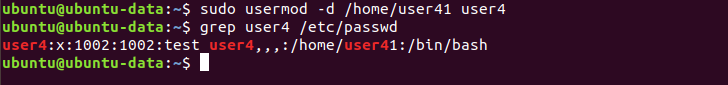 ubuntu@ubuntu-data:~$ sudo usermod -d /home/user41 user4
ubuntu@ubuntu-data:~$ grep user4 /etc/passwd
user4:x:1002:1002:test user4,,,:/home/user41:/bin/bash
ubuntu@ubuntu-data:~$